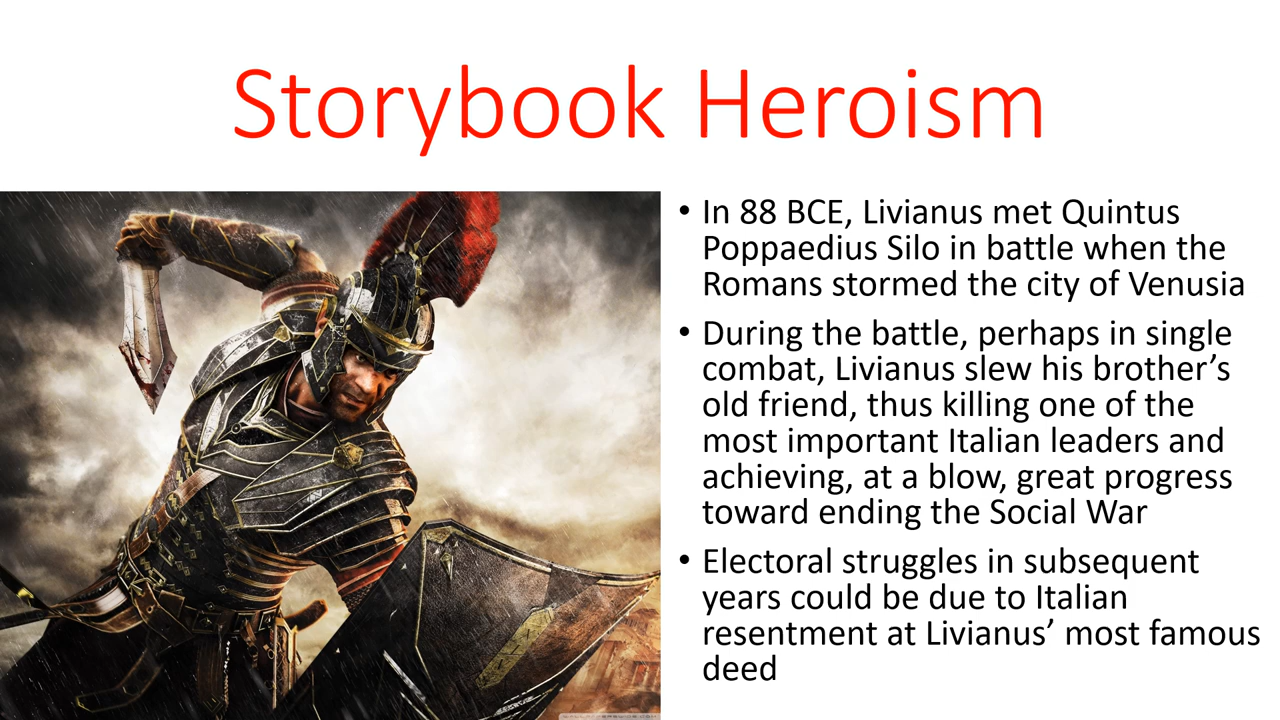 Storybook Heroism
• In 88 BCE, Livianus met Quintus
Poppaedius Silo in battle when the
Romans stormed the city of Venusia
• During the battle, perhaps in single
combat, Livianus slew his brother’s
old friend, thus killing one of the
most important Italian leaders and
achieving, at a blow, great progress
toward ending the Social War
• Electoral struggles in subsequent
years could be due to Italian
resentment at Livianus’ most famous
deed